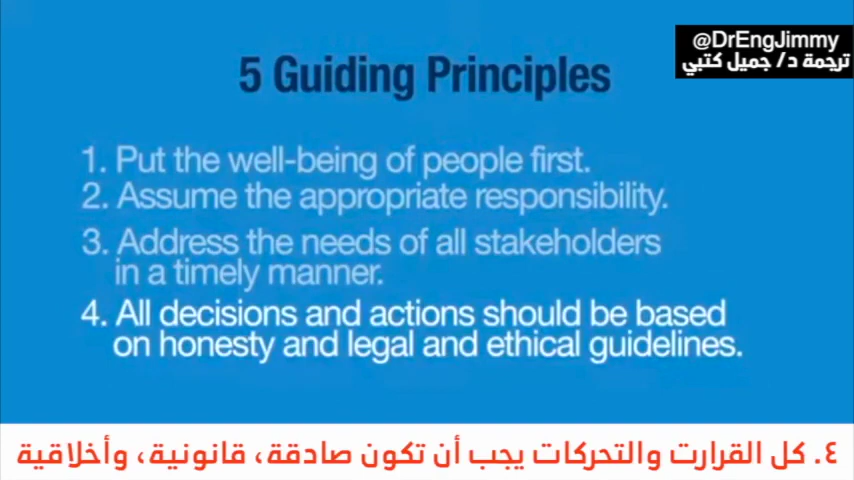 @DrEngJimmy
ترجمة د/ جميل كتبي
5 Guiding Principles
1. Put the well-being of people first.
2. Assume the appropriate responsibility.
3. Address the needs of all stakeholders
in a timely manner.
4. All decisions and actions should be based
on honesty and legal and ethical guidelines.
٤. كل القرارت والتحركات يجب أن تكون صادقة، قانونية، وأخلاقية